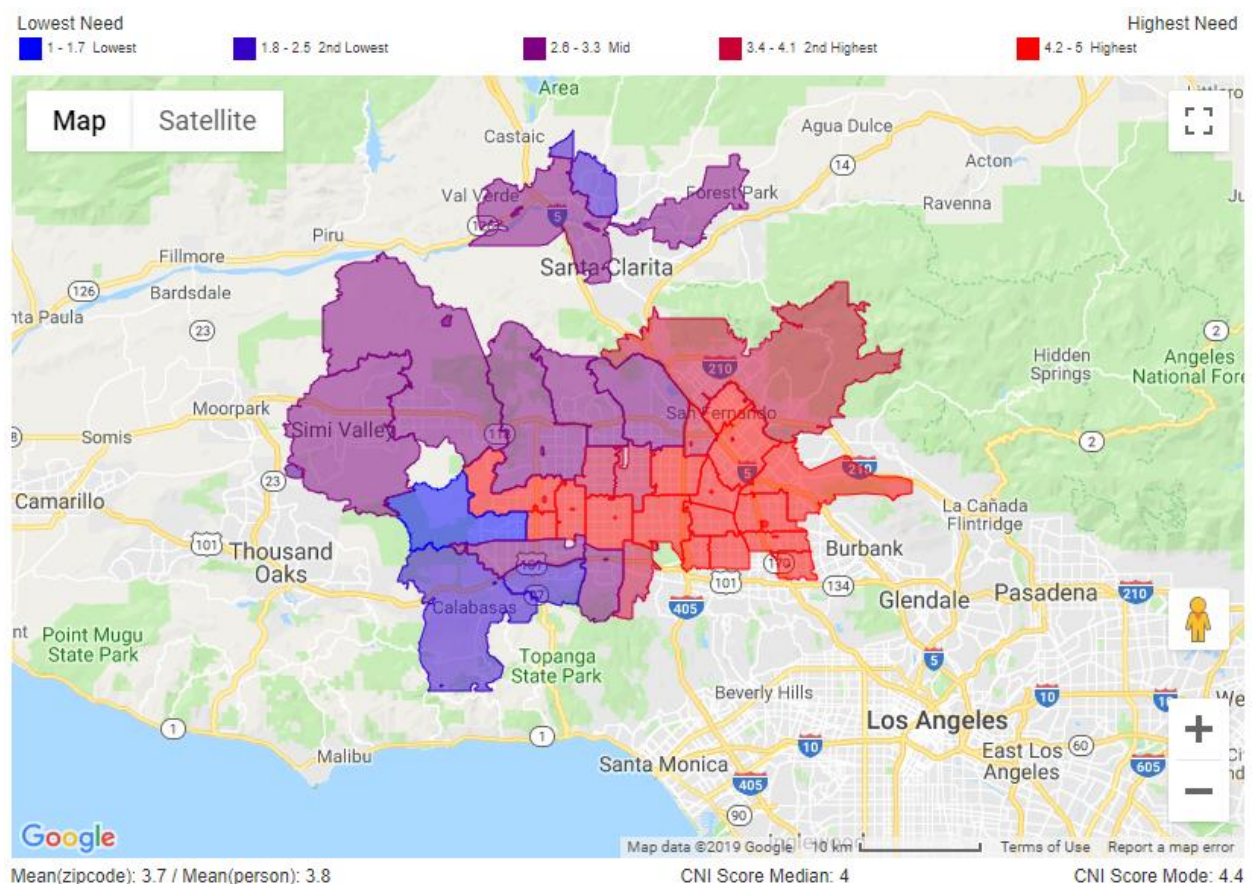 Lowest Need
Highest Need
1 - 1.7 Lowest
1.8 - 2.5 2nd Lowest
2.6 - 3.3 Mid
3.4 - 4.1 2nd Highest
4.2 - 5 Highest
Map
Satellite
Area
Castaic
Agua Dulce
14
Acton
Val Verde
Forest Park
Ravenna
5
126
Piru
Santa Clarita
Fillmore
126
Bardsdale
nta Paula
23
2
210
Hidden
Springs
Angeles
National Fore
Moorpark
San Fernando
Simi Valley
118
Somis
2
23
5
210
Camarillo
La Cañada
Flintridge
101
Thousand
Oaks
101
170
Burbank
101
134
Calabasas
27
405
Glendale
Pasadena
210
Point Mugu
State Park
Topanga
State Park
5
Beverly Hills
10
10
1
1
Los Angeles
Malibu
10
East Los
Angeles
60
Santa Monica
405
605
90
Google
Inglewood
Map data ©2019 Google
10 km
Terms of Use
Report a map error
Mean(zipcode): 3.7 / Mean(person): 3.8
CNI Score Median: 4
CNI Score Mode: 4.4